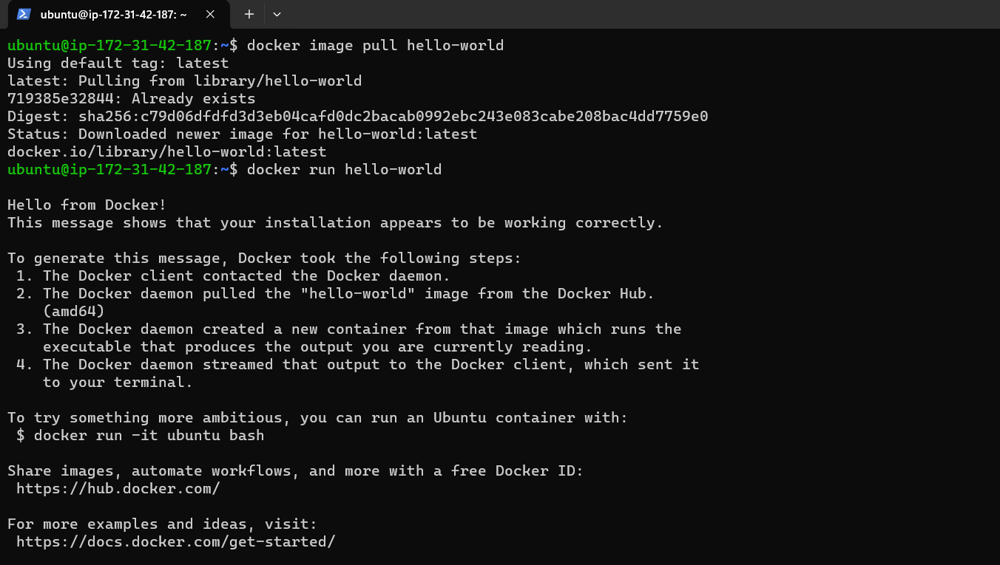 ubuntu@ip-172-31-42-187: ~
ubuntu@ip-172-31-42-187:~$ docker image pull hello-world
Using default tag: latest
latest: Pulling from library/hello-world
719385e32844: Already exists
Digest: sha256:c79d06dfdfd3d3eb04cafd0dc2bacab0992ebc243e083cabe208bac4dd7759e0
Status: Downloaded newer image for hello-world:latest
docker.io/library/hello-world:latest
ubuntu@ip-172-31-42-187:~$ docker run hello-world

Hello from Docker!
This message shows that your installation appears to be working correctly.

To generate this message, Docker took the following steps:
 1. The Docker client contacted the Docker daemon.
 2. The Docker daemon pulled the "hello-world" image from the Docker Hub.
    (amd64)
 3. The Docker daemon created a new container from that image which runs the
    executable that produces the output you are currently reading.
 4. The Docker daemon streamed that output to the Docker client, which sent it
    to your terminal.

To try something more ambitious, you can run an Ubuntu container with:
 $ docker run -it ubuntu bash

Share images, automate workflows, and more with a free Docker ID:
 https://hub.docker.com/

For more examples and ideas, visit:
 https://docs.docker.com/get-started/